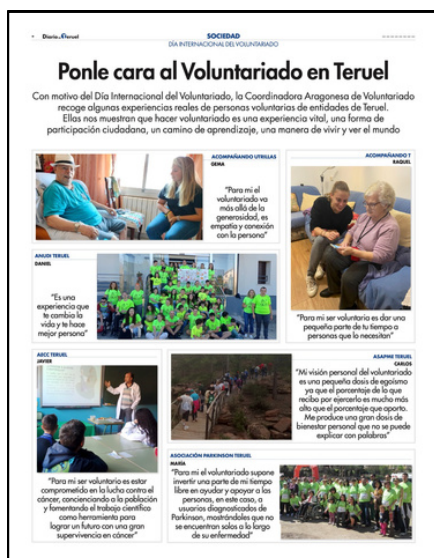 Diario de Teruel
SOCIEDAD
DÍA INTERNACIONAL DEL VOLUNTARIADO
Ponle cara al Voluntariado en Teruel
Con motivo del Día Internacional del Voluntariado, la Coordinadora Aragonesa de Voluntariado
recoge algunas experiencias reales de personas voluntarias de entidades de Teruel.
Ellas nos muestran que hacer voluntariado es una experiencia vital, una forma de
participación ciudadana, un camino de aprendizaje, una manera de vivir y ver el mundo
ACOMPAÑANDO UTRILLAS
GEMA
"Para mi el
voluntariado va
más allá de la
generosidad, es
empatía y conexión
con la persona"
ACOMPAÑANDO T
RAQUEL
"Para mi ser voluntaria es dar una
pequeña parte de tu tiempo a
personas que lo necesitan"
ANUDI TERUEL
DANIEL
"Es una
experiencia que
te cambia la
vida y te hace
mejor persona"
AECC TERUEL
JAVIER
"Para mi ser voluntario es estar
comprometido en la lucha contra el
cáncer, concienciando a la población
y fomentando el trabajo científico
como herramienta para
lograr un futuro con una gran
supervivencia en cáncer"
ASAPME TERUEL
CARLOS
"Mi visión personal del voluntariado
es una pequeña dosis de egoísmo
ya que el porcentaje de lo que
recibo por ejercerlo es mucho más
alto que el porcentaje que aporto.
Me produce una gran dosis de
bienestar personal que no se puede
explicar con palabras"
ASOCIACIÓN PARKINSON TERUEL
MARÍA
"Para mi el voluntariado supone
invertir una parte de mi tiempo
libre en ayudar y apoyar a las
personas, en este caso, a
usuarios diagnosticados de
Parkinson, mostrándoles que no
se encuentran solos a lo largo
de su enfermedad"